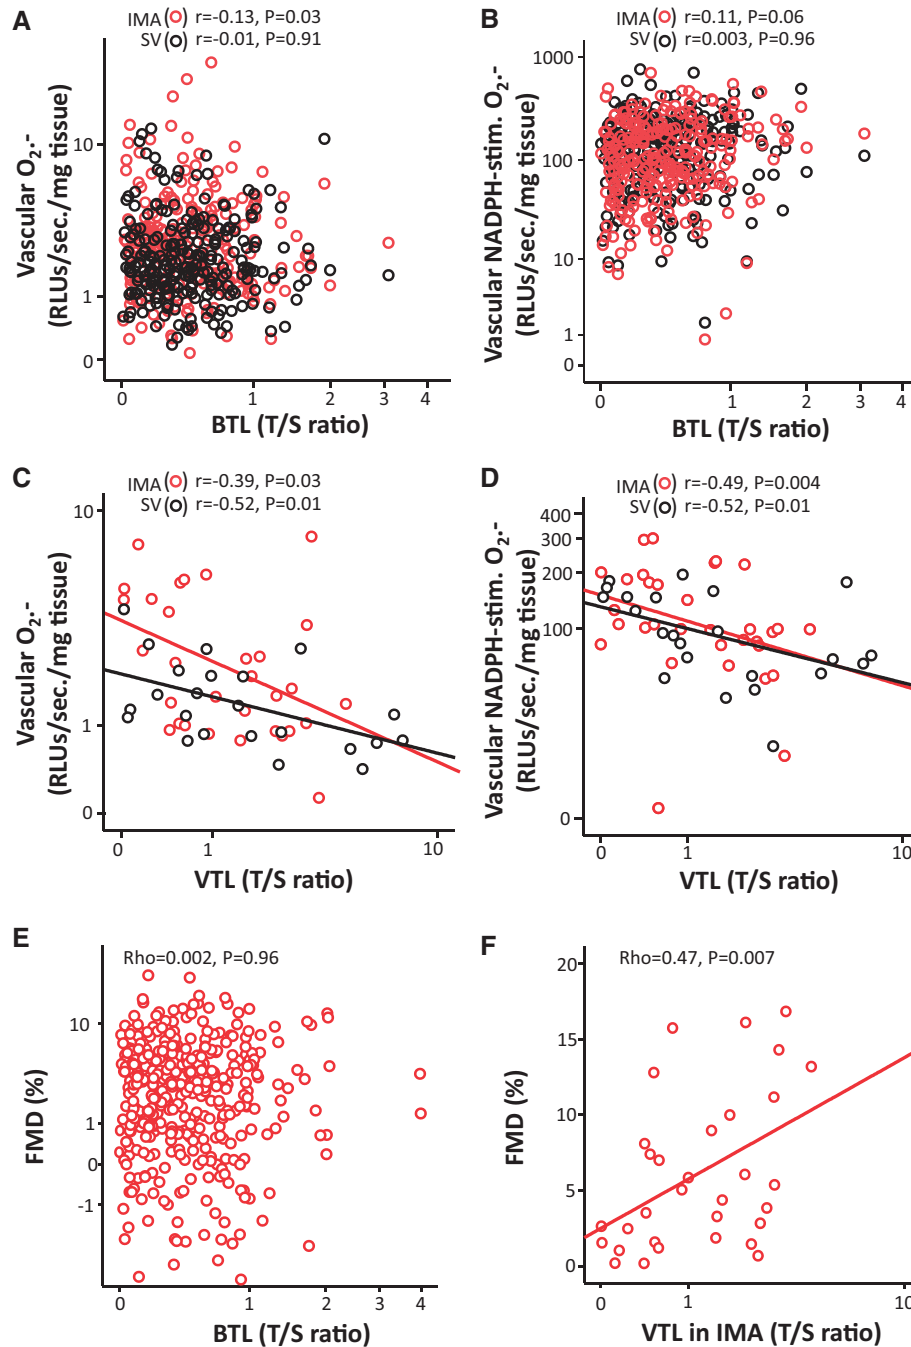 A
IMA (o) r=-0.13, P=0.03
SV (o) r=-0.01, P=0.91
Vascular O2.-
(RLUs/sec./mg tissue)
10
1
0
0 1 2 3 4
BTL (T/S ratio)
B
IMA (o) r=0.11, P=0.06
SV (o) r=0.003, P=0.96
Vascular NADPH-stim. O2.-
(RLUs/sec./mg tissue)
1000
100
10
1
0
0 1 2 3 4
BTL (T/S ratio)
C
IMA (o) r=-0.39, P=0.03
SV (o) r=-0.52, P=0.01
Vascular O2.-
(RLUs/sec./mg tissue)
10
1
0
0 1 10
VTL (T/S ratio)
D
IMA (o) r=-0.49, P=0.004
SV (o) r=-0.52, P=0.01
Vascular NADPH-stim. O2.-
(RLUs/sec./mg tissue)
400
300
200
100
0
0 1 10
VTL (T/S ratio)
E
Rho=0.002, P=0.96
FMD (%)
10
1
0
-1
0 1 2 3 4
BTL (T/S ratio)
F
Rho=0.47, P=0.007
FMD (%)
20
15
10
5
0
0 1 10
VTL in IMA (T/S ratio)